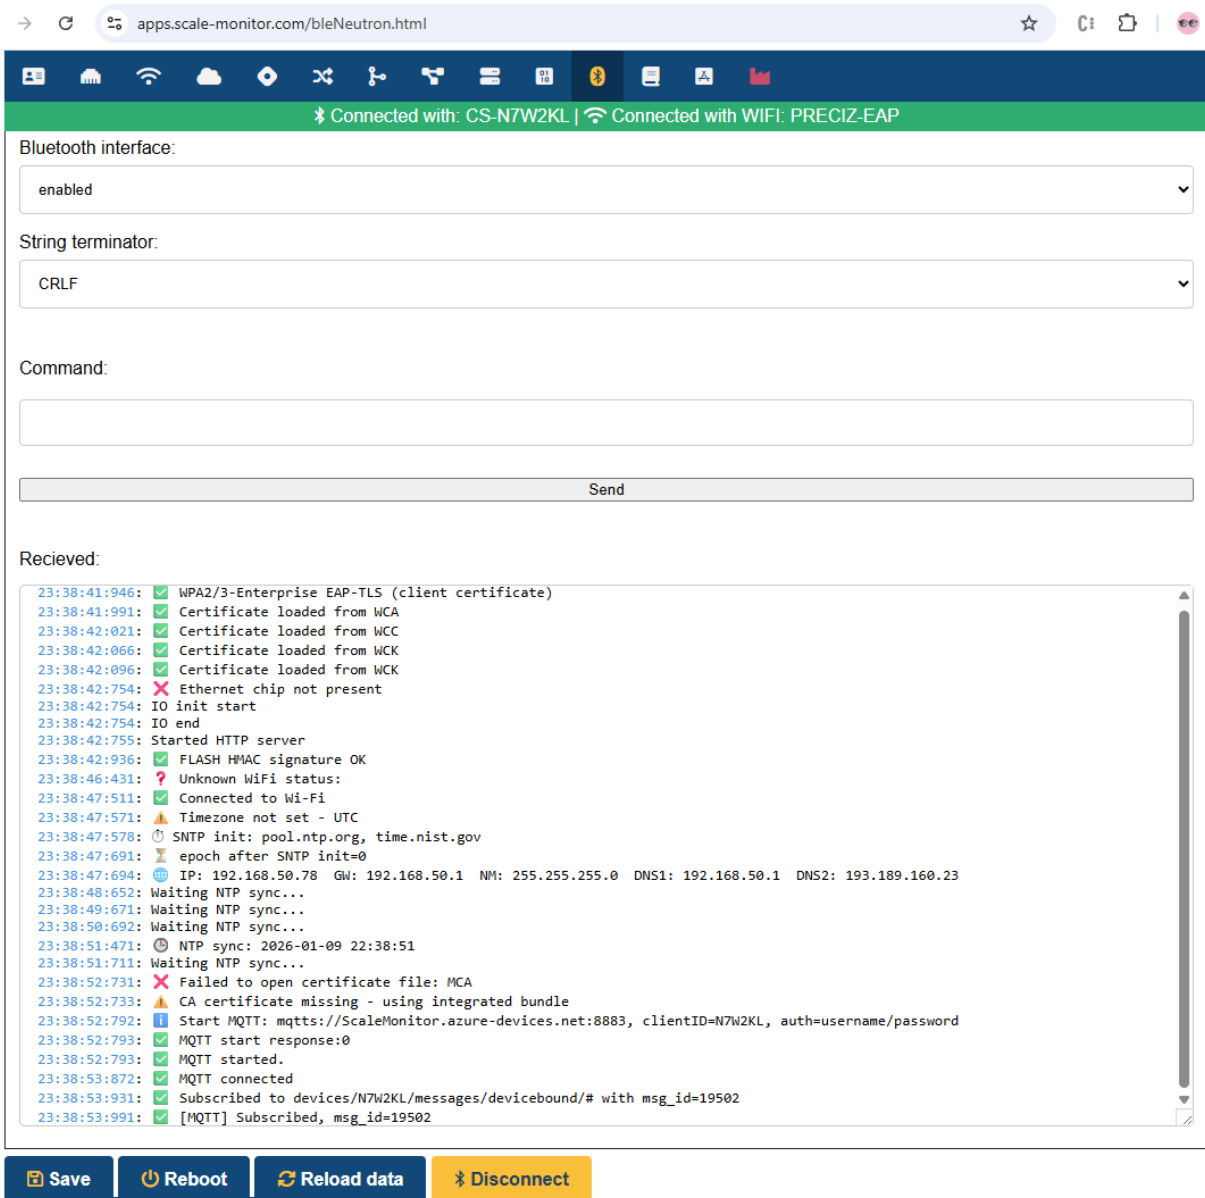 apps.scale-monitor.com/bleNeutron.html
Connected with: CS-N7W2KL | Connected with WIFI: PRECIZ-EAP
Bluetooth interface:
enabled
String terminator:
CRLF
Command:
Send
Recieved:
23:38:41:946: ✅ WPA2/3-Enterprise EAP-TLS (client certificate)
23:38:41:991: ✅ Certificate loaded from WCA
23:38:42:021: ✅ Certificate loaded from WCC
23:38:42:066: ✅ Certificate loaded from WCK
23:38:42:096: ✅ Certificate loaded from WCK
23:38:42:754: ❌ Ethernet chip not present
23:38:42:754: IO init start
23:38:42:754: IO end
23:38:42:755: Started HTTP server
23:38:42:936: ✅ FLASH HMAC signature OK
23:38:46:431: ❓ Unknown WiFi status:
23:38:47:511: ✅ Connected to Wi-Fi
23:38:47:571: ⚠️ Timezone not set - UTC
23:38:47:578: ⏱ SNTP init: pool.ntp.org, time.nist.gov
23:38:47:691: ⏳ epoch after SNTP init=0
23:38:47:694: 🌐 IP: 192.168.50.78 GW: 192.168.50.1 NM: 255.255.255.0 DNS1: 192.168.50.1 DNS2: 193.189.160.23
23:38:48:652: Waiting NTP sync...
23:38:49:671: Waiting NTP sync...
23:38:50:692: Waiting NTP sync...
23:38:51:471: 🕒 NTP sync: 2026-01-09 22:38:51
23:38:51:711: Waiting NTP sync...
23:38:52:731: ❌ Failed to open certificate file: MCA
23:38:52:733: ⚠️ CA certificate missing - using integrated bundle
23:38:52:792: ℹ️ Start MQTT: mqtts://ScaleMonitor.azure-devices.net:8883, clientID=N7W2KL, auth=username/password
23:38:52:793: ✅ MQTT start response:0
23:38:52:793: ✅ MQTT started.
23:38:53:872: ✅ MQTT connected
23:38:53:931: ✅ Subscribed to devices/N7W2KL/messages/devicebound/# with msg_id=19502
23:38:53:991: ✅ [MQTT] Subscribed, msg_id=19502
Save Reboot Reload data Disconnect